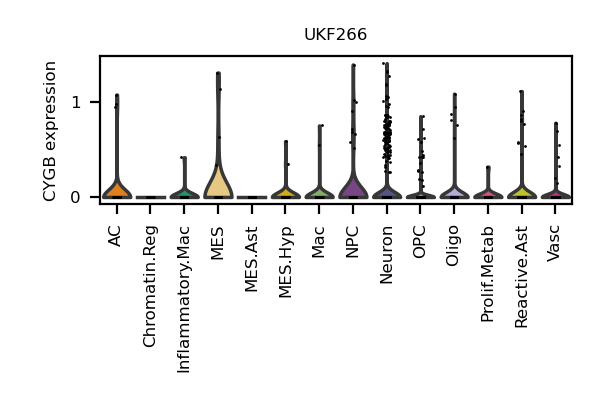 UKF266
CYGB expression
1
0
AC
Chromatin.Reg
Inflammatory.Mac
MES
MES.Ast
MES.Hyp
Mac
NPC
Neuron
OPC
Oligo
Prolif.Metab
Reactive.Ast
Vasc